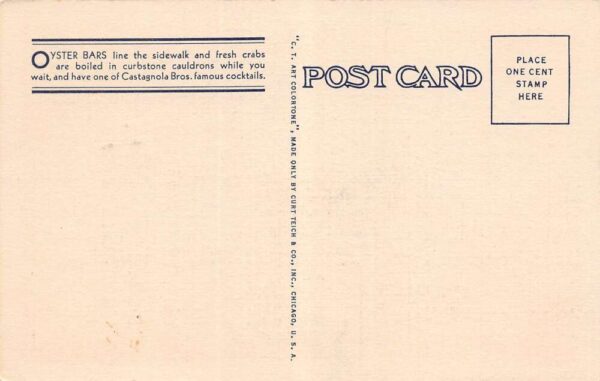 OYSTER BARS line the sidewalk and fresh crabs
are boiled in curbstone cauldrons while you
wait, and have one of Castagnola Bros. famous cocktails.
"C. T. ART COLORTONE", MADE ONLY BY CURT TEICH & CO., INC., CHICAGO, U. S. A.
POST CARD
PLACE
ONE CENT
STAMP
HERE